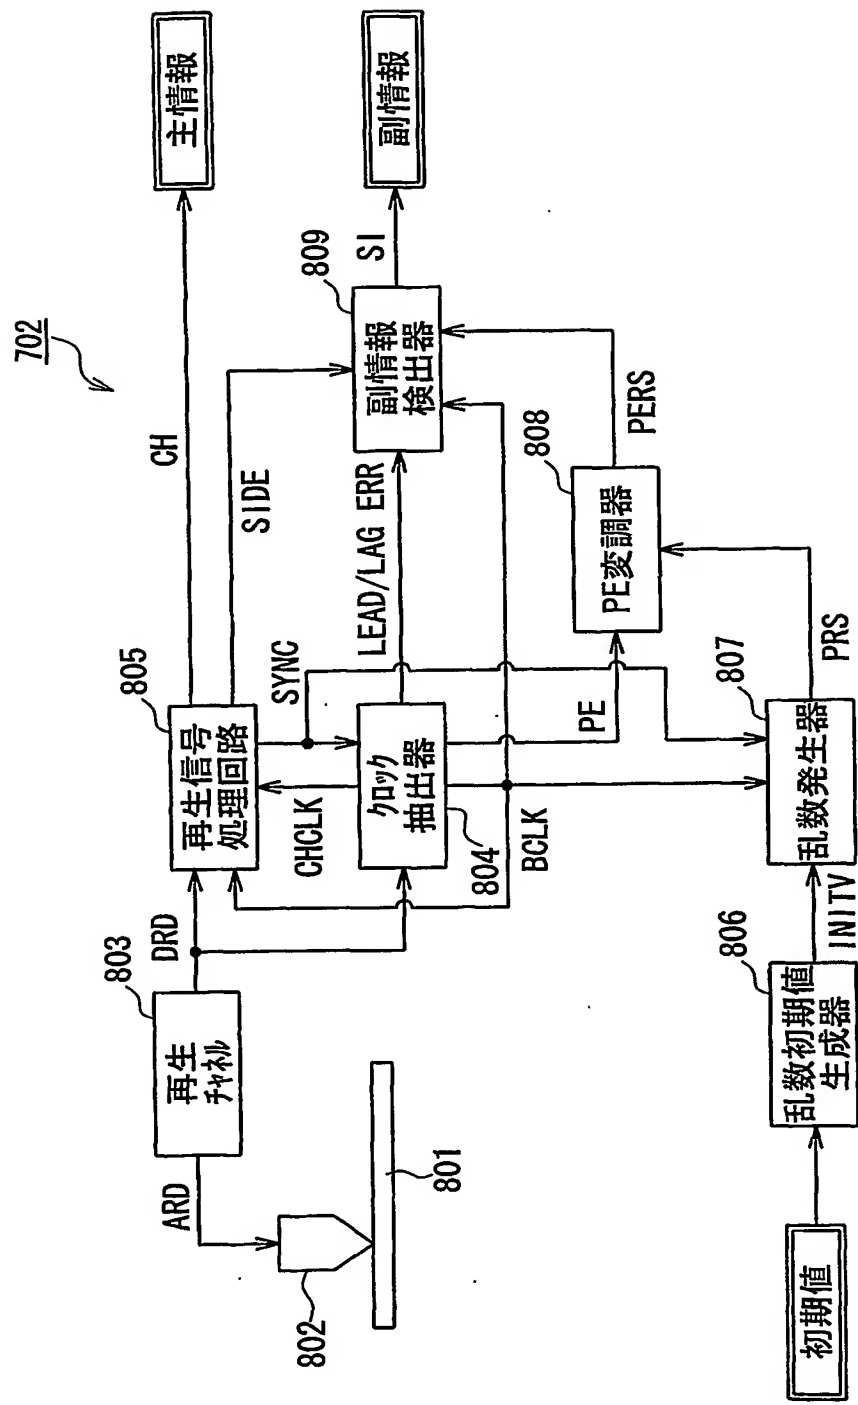 702
主情報
副情報
CH
SIDE
SI
809
副情報
検出器
LEAD/LAG ERR
PERS
808
PE変調器
805
再生信号
処理回路
SYNC
CHCLK
クロック
抽出器
804
PE
BCLK
PRS
807
乱数発生器
INITV
806
乱数初期値
生成器
初期値
803
再生
チャネル
DRD
ARD
802
801